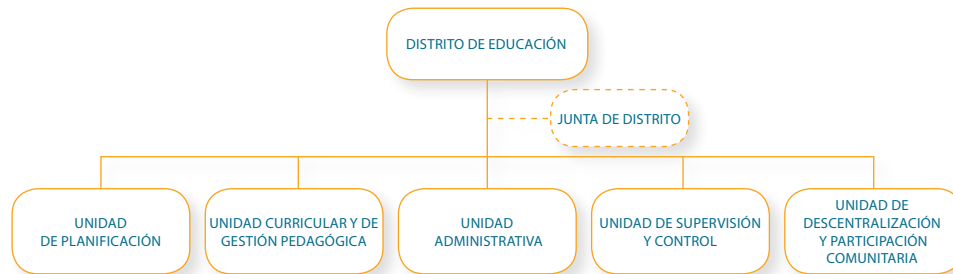 DISTRITO DE EDUCACIÓN
JUNTA DE DISTRITO
UNIDAD
DE PLANIFICACIÓN
UNIDAD CURRICULAR Y DE
GESTIÓN PEDAGÓGICA
UNIDAD
ADMINISTRATIVA
UNIDAD DE SUPERVISIÓN
Y CONTROL
UNIDAD DE
DESCENTRALIZACIÓN
Y PARTICIPACIÓN
COMUNITARIA